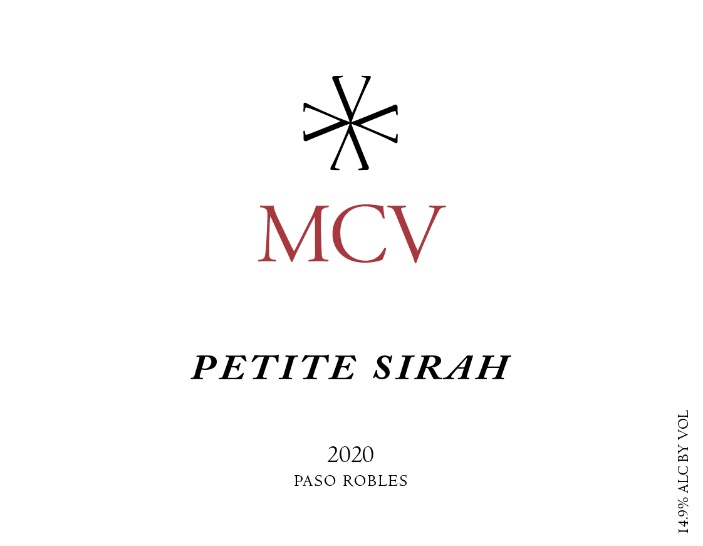 MCV
PETITE SIRAH
2020
PASO ROBLES
14.9% ALC BY VOL